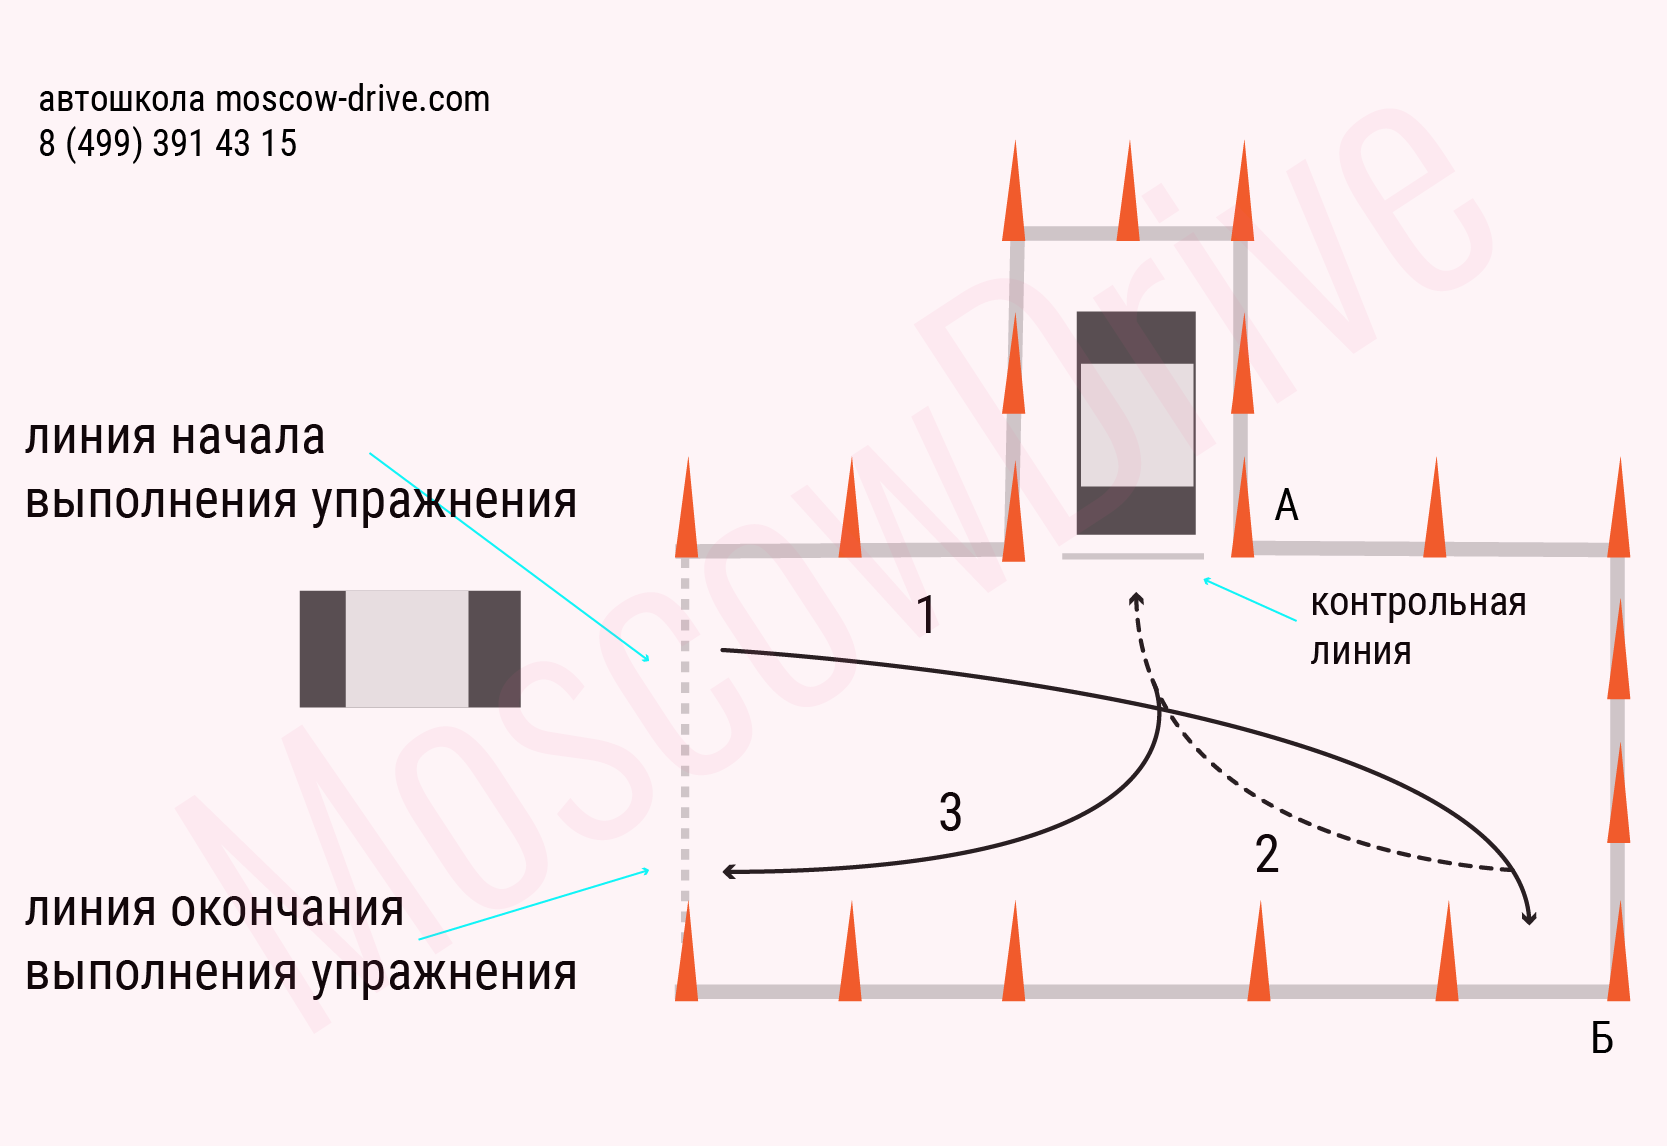 автошкола moscow-drive.com
8 (499) 391 43 15
линия начала
выполнения упражнения
А
1
контрольная
линия
3
2
линия окончания
выполнения упражнения
Б
MoscowDrive